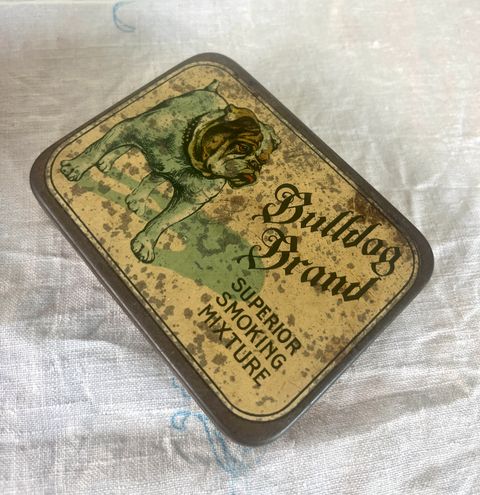 Bulldog
Brand
SUPERIOR
SMOKING
MIXTURE